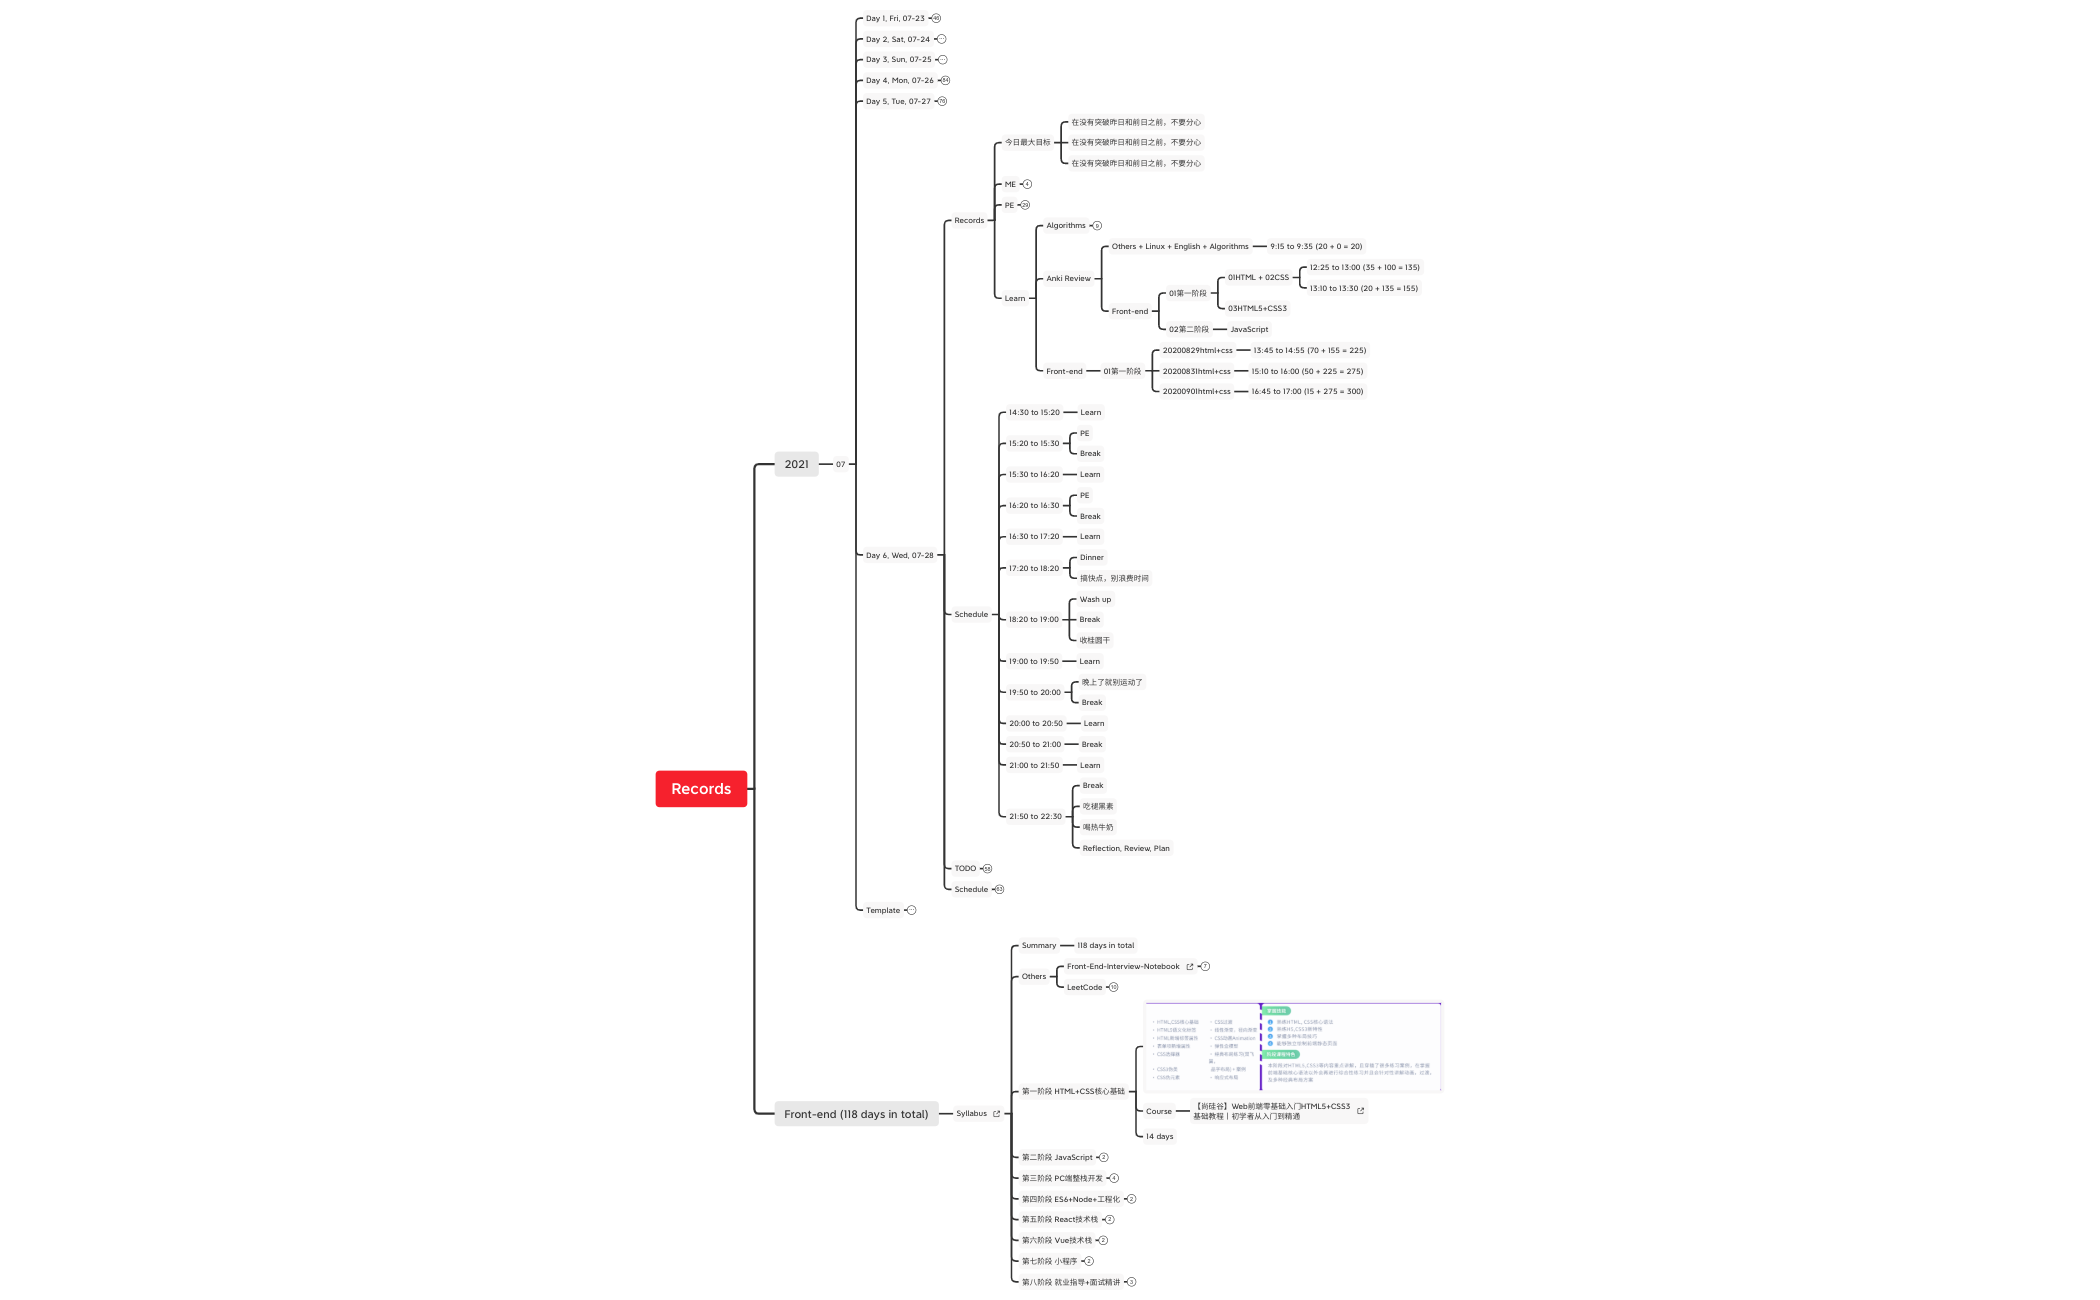 Records
2021
07
Day 1, Fri, 07-23
Day 2, Sat, 07-24
Day 3, Sun, 07-25
Day 4, Mon, 07-26
84
Day 5, Tue, 07-27
76
Day 6, Wed, 07-28
Records
今日最大目标
在没有突破昨日和前日之前，不要分心
在没有突破昨日和前日之前，不要分心
在没有突破昨日和前日之前，不要分心
ME
4
PE
29
Learn
Algorithms
9
Anki Review
Others + Linux + English + Algorithms
9:15 to 9:35 (20 + 0 = 20)
Front-end
01第一阶段
01HTML + 02CSS
12:25 to 13:00 (35 + 100 = 135)
13:10 to 13:30 (20 + 135 = 155)
03HTML5+CSS3
02第二阶段
JavaScript
Front-end
01第一阶段
20200829html+css
13:45 to 14:55 (70 + 155 = 225)
20200831html+css
15:10 to 16:00 (50 + 225 = 275)
20200901html+css
16:45 to 17:00 (15 + 275 = 300)
Schedule
14:30 to 15:20
Learn
15:20 to 15:30
PE
Break
15:30 to 16:20
Learn
16:20 to 16:30
PE
Break
16:30 to 17:20
Learn
17:20 to 18:20
Dinner
搞快点，别浪费时间
18:20 to 19:00
Wash up
Break
收桂圆干
19:00 to 19:50
Learn
19:50 to 20:00
晚上了就别运动了
Break
20:00 to 20:50
Learn
20:50 to 21:00
Break
21:00 to 21:50
Learn
21:50 to 22:30
Break
吃褪黑素
喝热牛奶
Reflection, Review, Plan
TODO
Schedule
63
Template
Front-end (118 days in total)
Syllabus
Summary
118 days in total
Others
Front-End-Interview-Notebook
7
LeetCode
10
第一阶段 HTML+CSS核心基础
Course
【尚硅谷】Web前端零基础入门HTML5+CSS3
基础教程丨初学者从入门到精通
14 days
第二阶段 JavaScript
2
第三阶段 PC端整栈开发
4
第四阶段 ES6+Node+工程化
2
第五阶段 React技术栈
2
第六阶段 Vue技术栈
2
第七阶段 小程序
2
第八阶段 就业指导+面试精讲
3